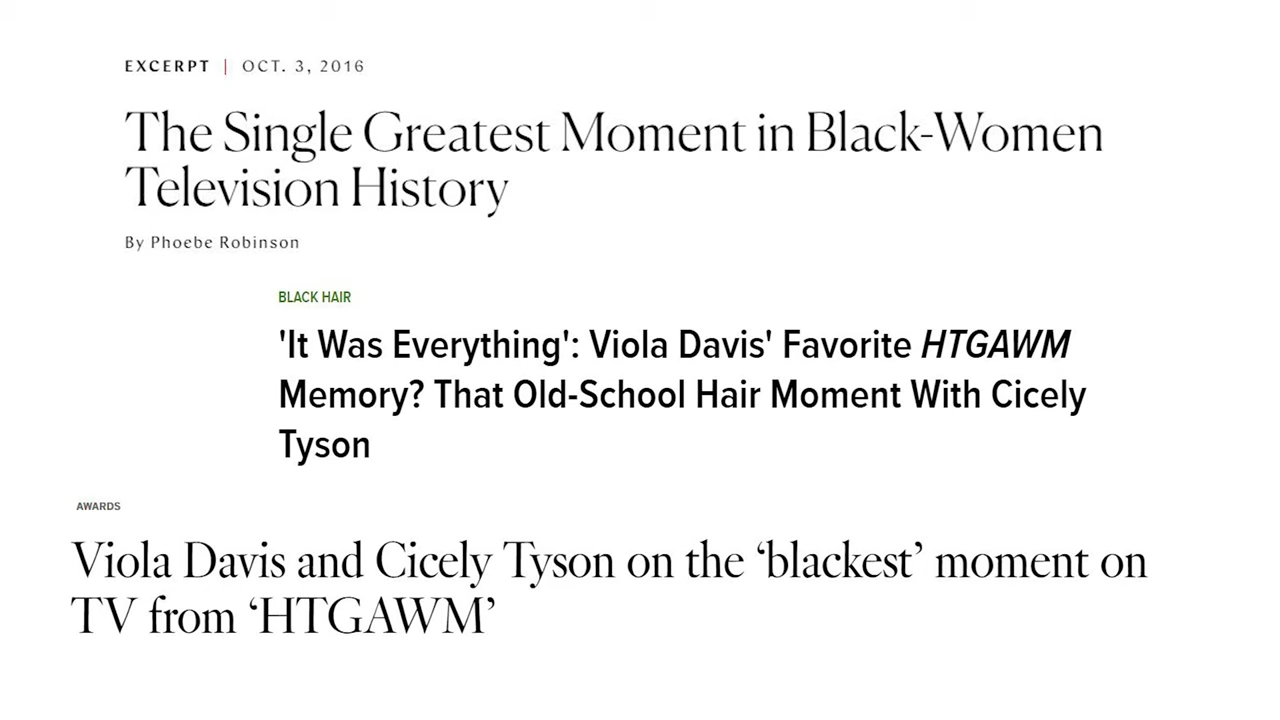 EXCERPT | OCT. 3, 2016
The Single Greatest Moment in Black-Women
Television History
By Phoebe Robinson
BLACK HAIR
'It Was Everything': Viola Davis' Favorite HTGAWM
Memory? That Old-School Hair Moment With Cicely
Tyson
AWARDS
Viola Davis and Cicely Tyson on the ‘blackest’ moment on
TV from ‘HTGAWM’